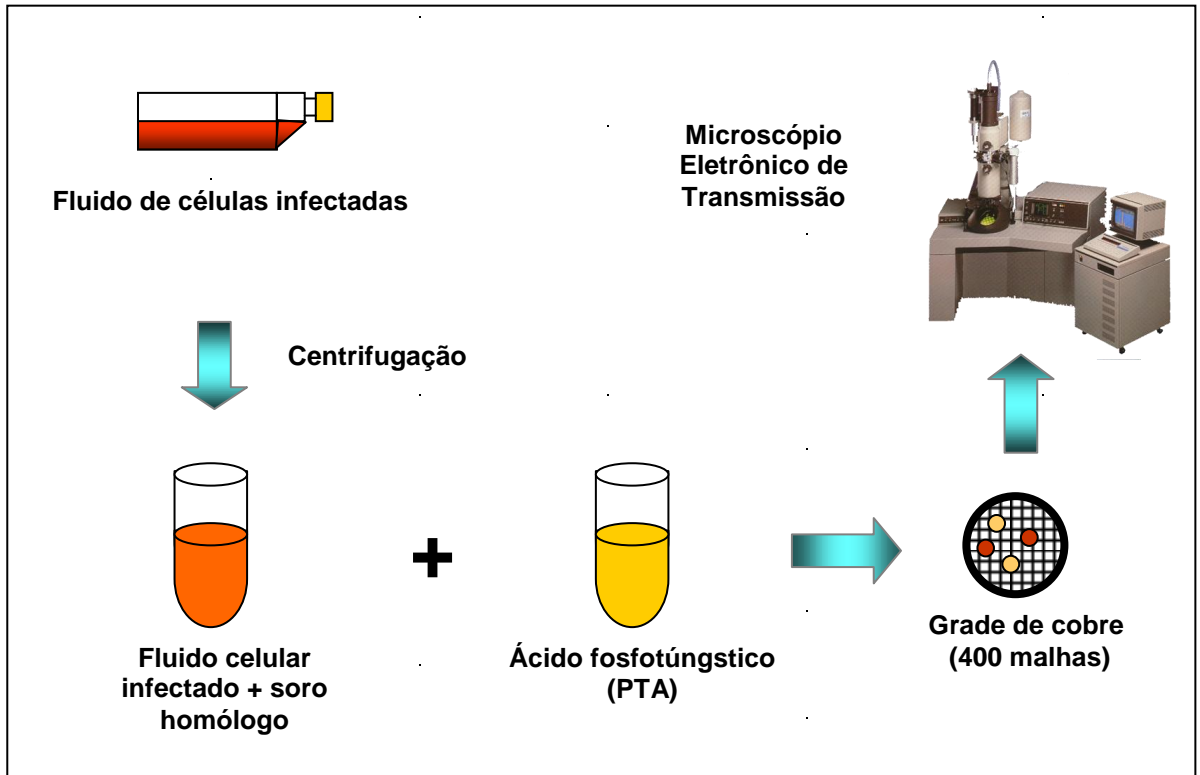 Fluido de células infectadas
Microscópio
Eletrônico de
Transmissão
Centrifugação
+
Fluido celular
infectado + soro
homólogo
Ácido fosfotúngstico
(PTA)
Grade de cobre
(400 malhas)